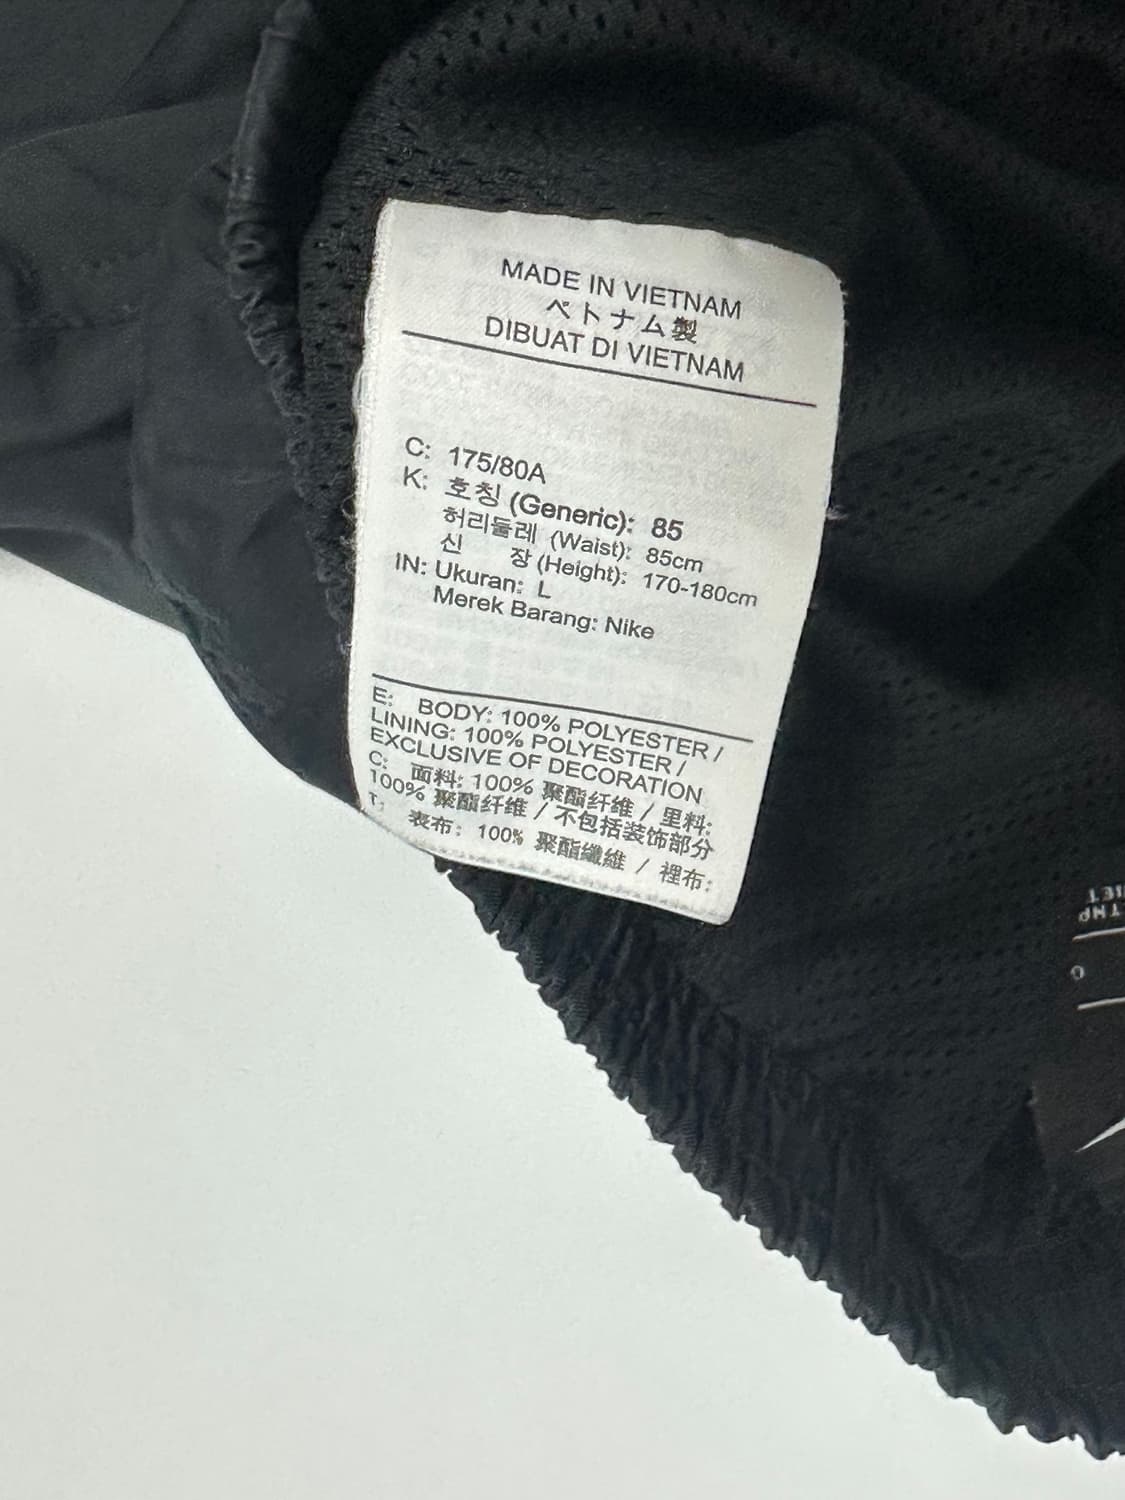 MADE IN VIETNAM
ベトナム製
DIBUAT DI VIETNAM
C: 175/80A
K: 호칭 (Generic): 85
허리둘레 (Waist): 85cm
신 장 (Height): 170-180cm
IN: Ukuran: L
Merek Barang: Nike
E: BODY: 100% POLYESTER /
LINING: 100% POLYESTER /
EXCLUSIVE OF DECORATION
C: 面料: 100% 聚酯纤维 / 里料:
100% 聚酯纤维 / 不包括装饰部分
T: 表布: 100% 聚酯纖維 / 裡布: